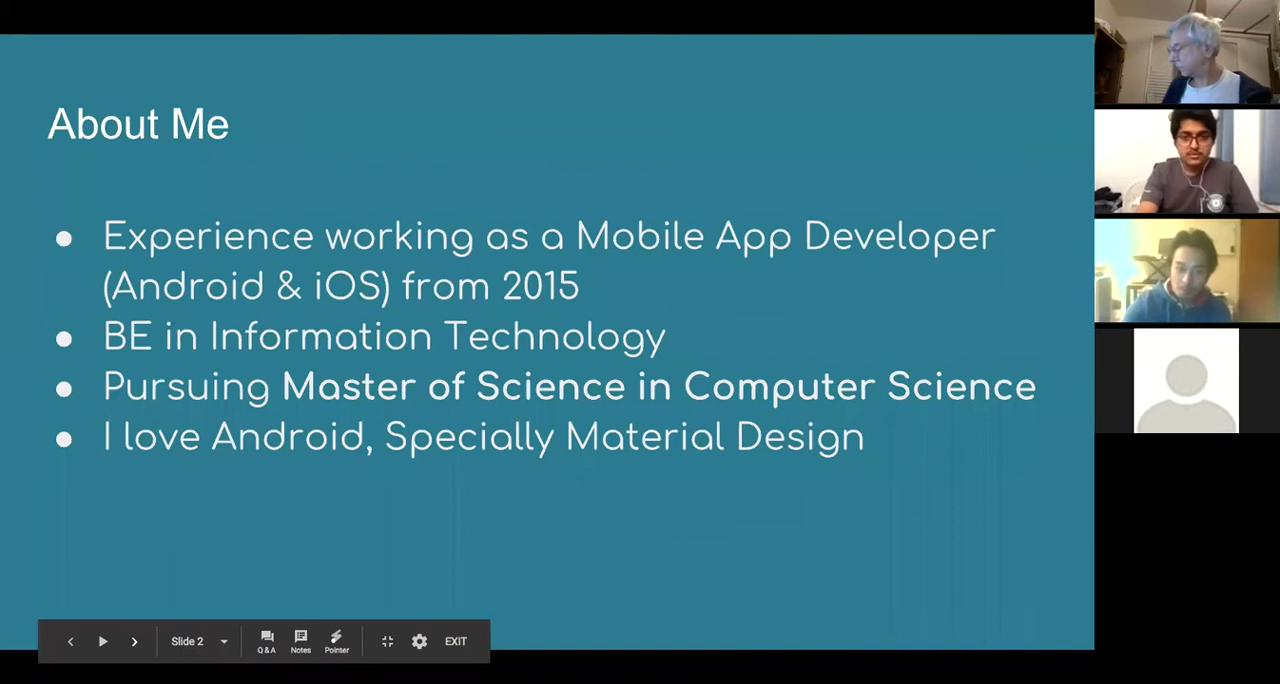 About Me
● Experience working as a Mobile App Developer
(Android & iOS) from 2015
● BE in Information Technology
● Pursuing Master of Science in Computer Science
● I love Android, Specially Material Design
Slide 2
Q & A
Notes
Pointer
EXIT